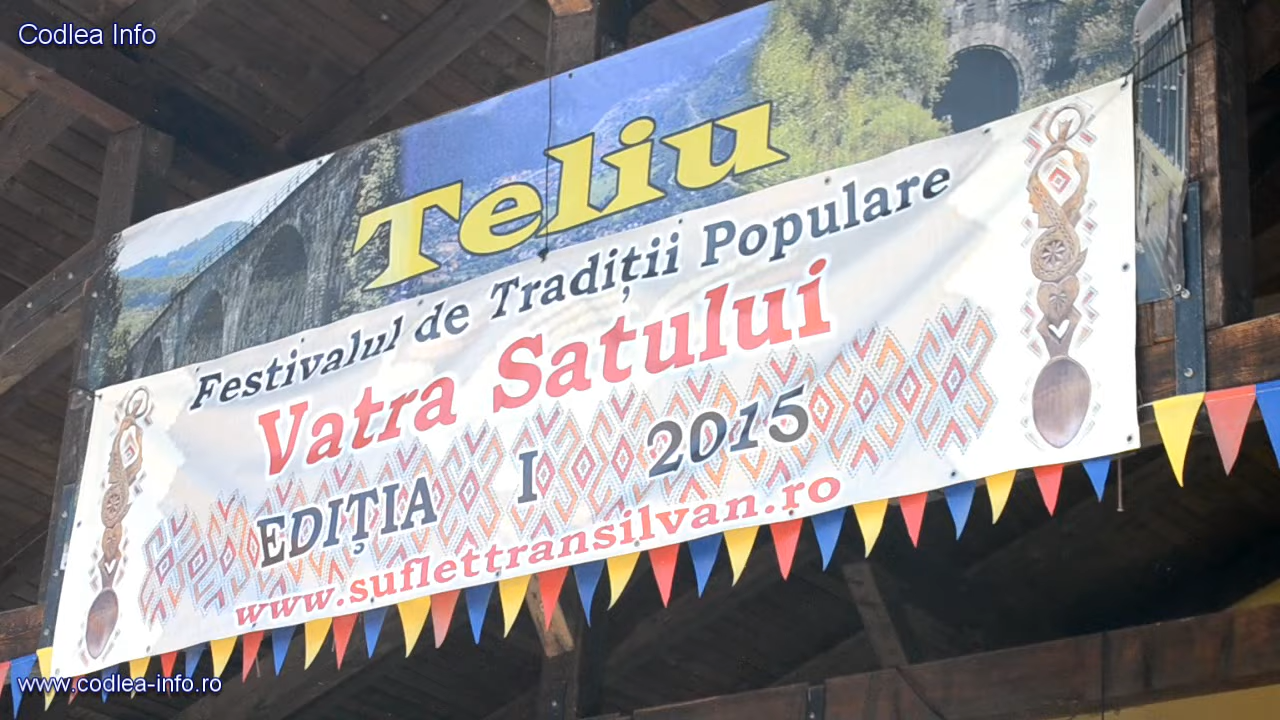 Codlea Info
Teliu
Festivalul de Tradiții Populare
Vatra Satului
EDIȚIA I 2015
www.suflettransilvan.ro
www.codlea-info.ro